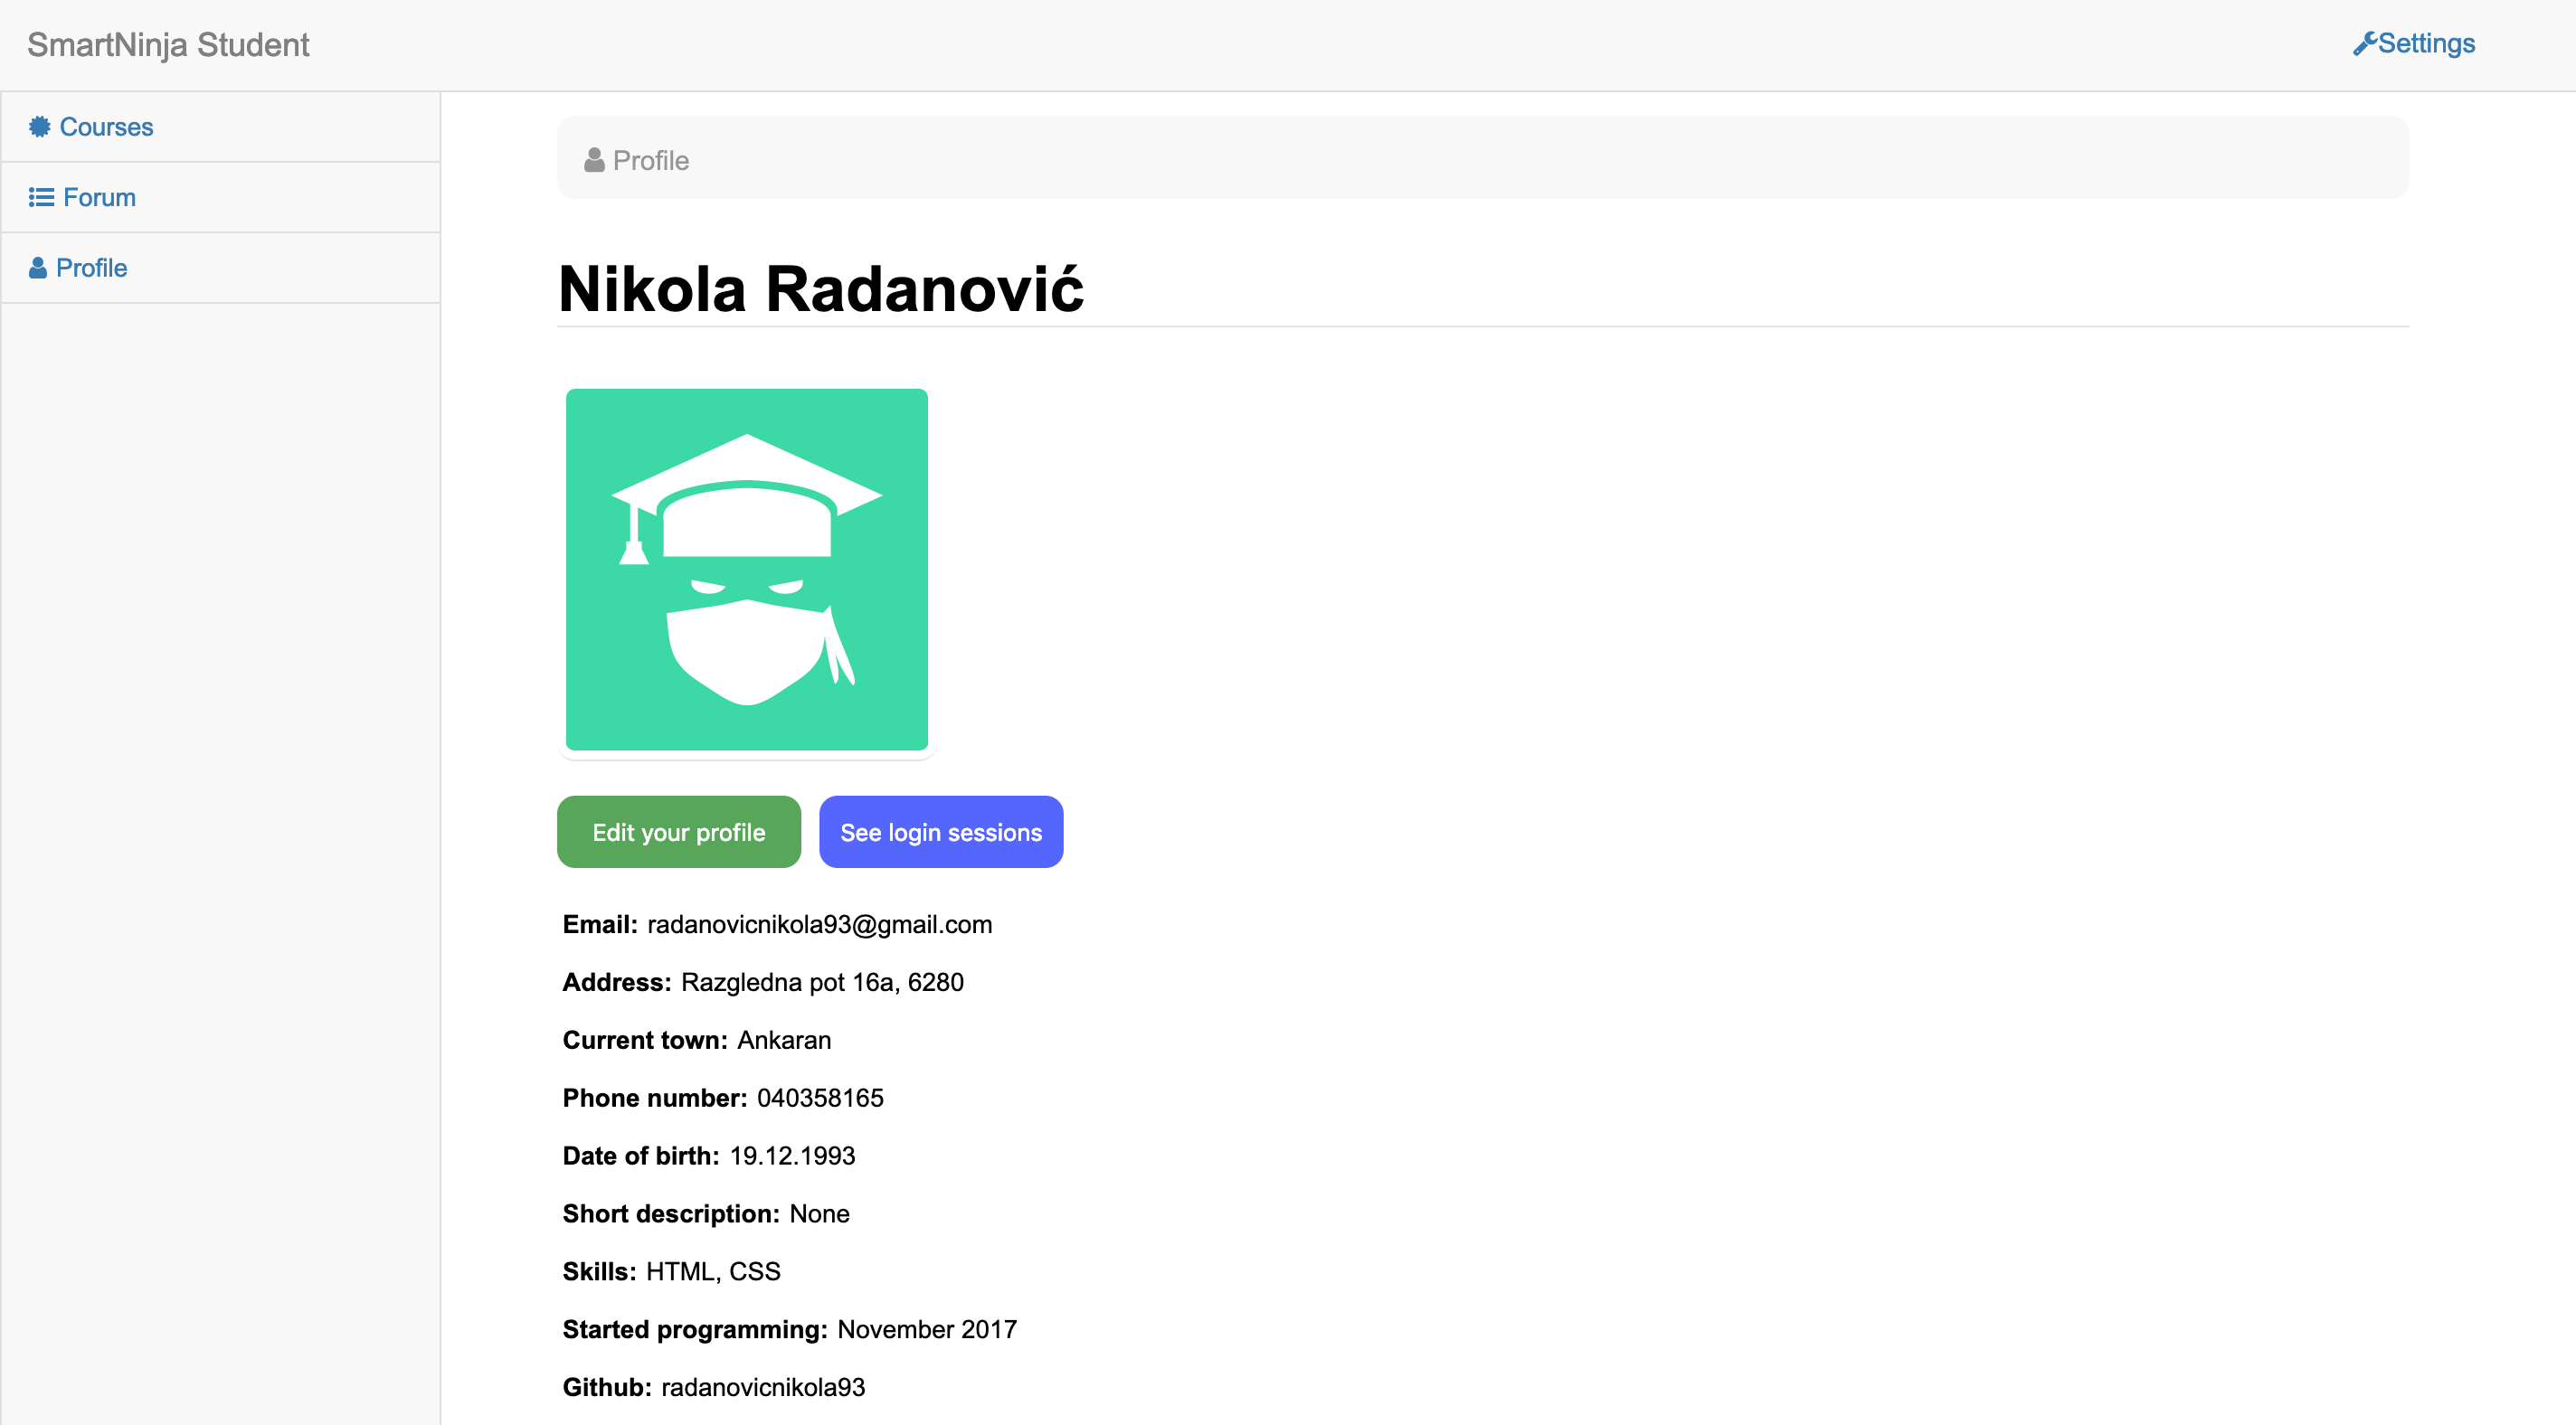 SmartNinja Student
Settings
Courses
Forum
Profile
Profile
Nikola Radanović
Edit your profile
See login sessions
Email: radanovicnikola93@gmail.com
Address: Razgledna pot 16a, 6280
Current town: Ankaran
Phone number: 040358165
Date of birth: 19.12.1993
Short description: None
Skills: HTML, CSS
Started programming: November 2017
Github: radanovicnikola93